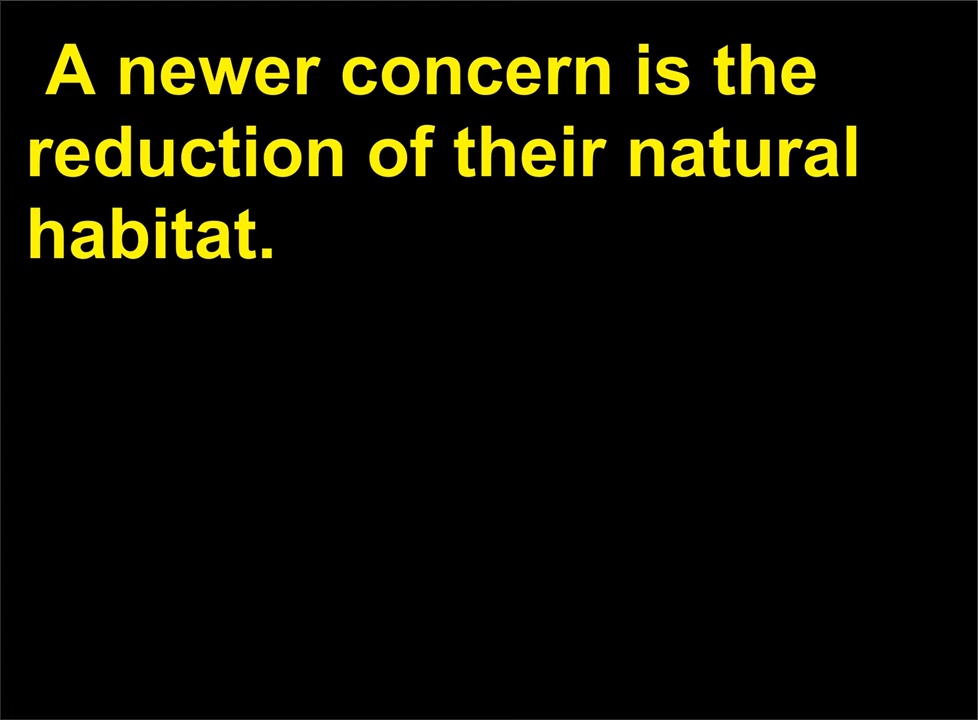 A newer concern is the
reduction of their natural
habitat.